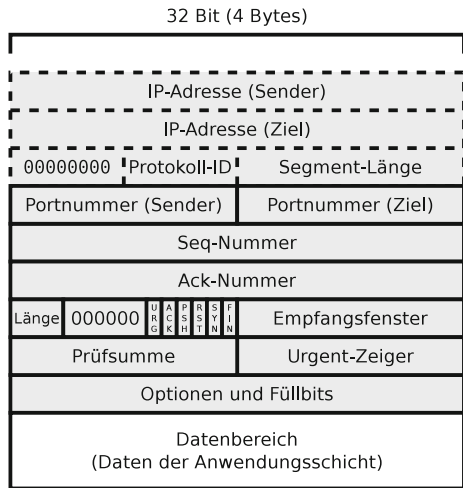 32 Bit (4 Bytes)
IP-Adresse (Sender)
IP-Adresse (Ziel)
00000000 Protokoll-ID Segment-Länge
Portnummer (Sender) Portnummer (Ziel)
Seq-Nummer
Ack-Nummer
Länge 000000 URG ACK PSH RST SYN FIN Empfangsfenster
Prüfsumme Urgent-Zeiger
Optionen und Füllbits
Datenbereich
(Daten der Anwendungsschicht)